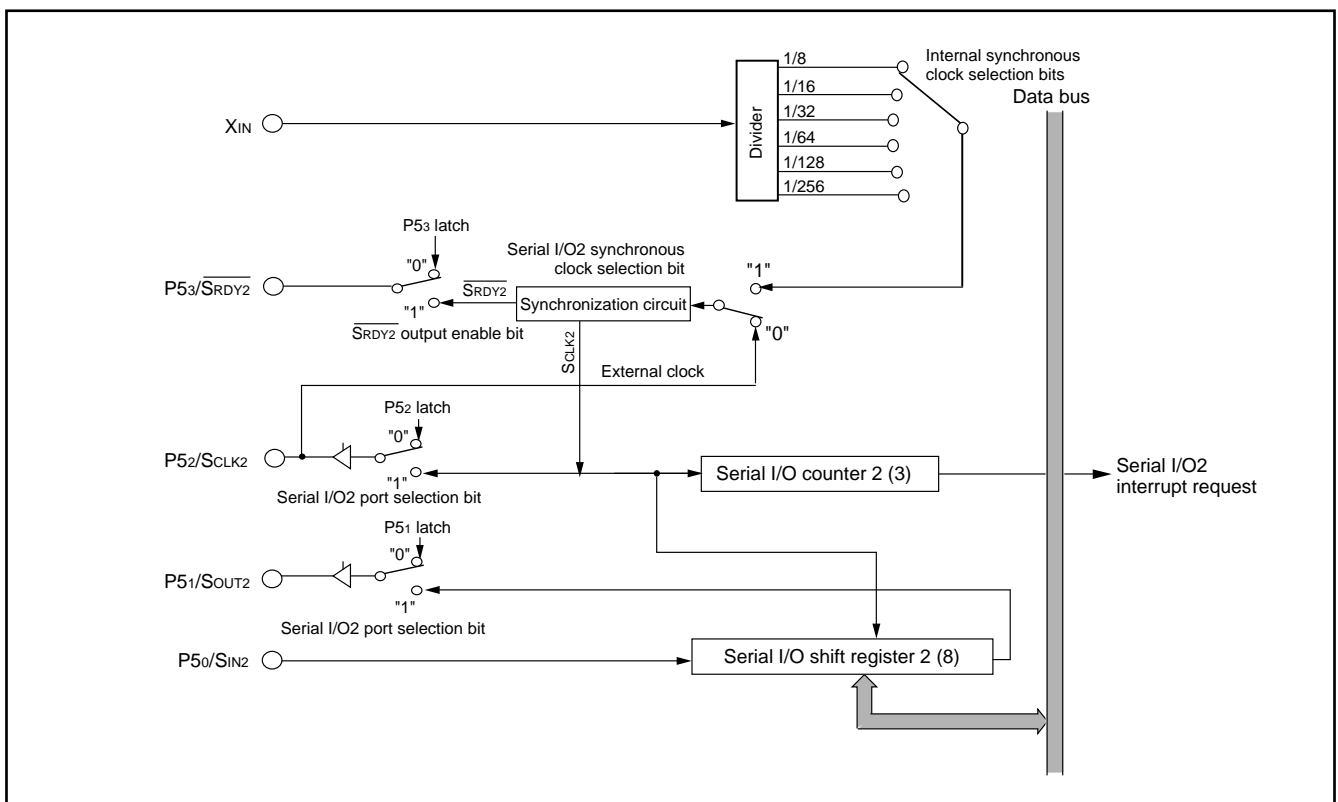 1/8
Internal synchronous
clock selection bits
1/16
Data bus
XIN
Divider
1/32
1/64
1/128
1/256
P53 latch
"0"
Serial I/O2 synchronous
clock selection bit
"1"
P53/SRDY2
"1"
SRDY2
Synchronization circuit
"0"
SRDY2 output enable bit
SCLK2
External clock
P52 latch
"0"
P52/SCLK2
"1"
Serial I/O counter 2 (3)
Serial I/O2
interrupt request
Serial I/O2 port selection bit
P51 latch
"0"
P51/SOUT2
"1"
Serial I/O2 port selection bit
P50/SIN2
Serial I/O shift register 2 (8)